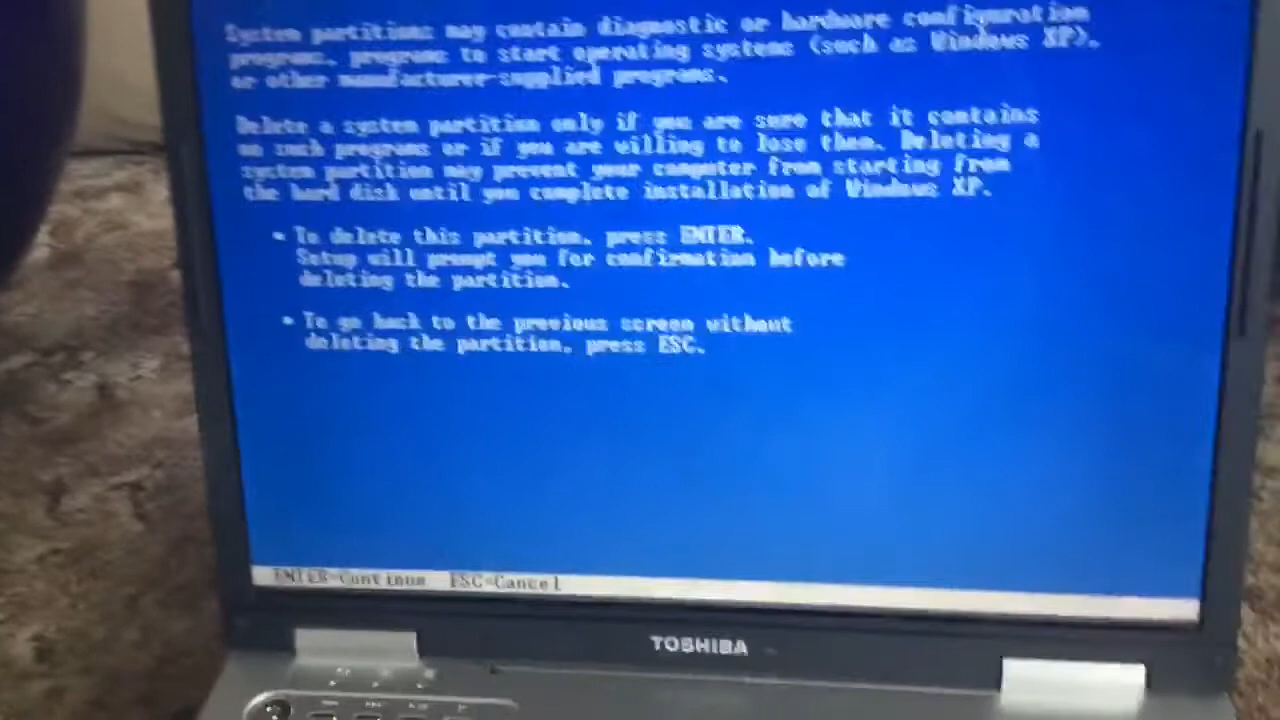 System partitions may contain diagnostic or hardware configuration
programs, programs to start operating systems (such as Windows XP),
or other manufacturer-supplied programs.
Delete a system partition only if you are sure that it contains
no such programs or if you are willing to lose them. Deleting a
system partition may prevent your computer from starting from
the hard disk until you complete installation of Windows XP.
• To delete this partition, press ENTER.
Setup will prompt you for confirmation before
deleting the partition.
• To go back to the previous screen without
deleting the partition, press ESC.
ENTER=Continue ESC=Cancel
TOSHIBA